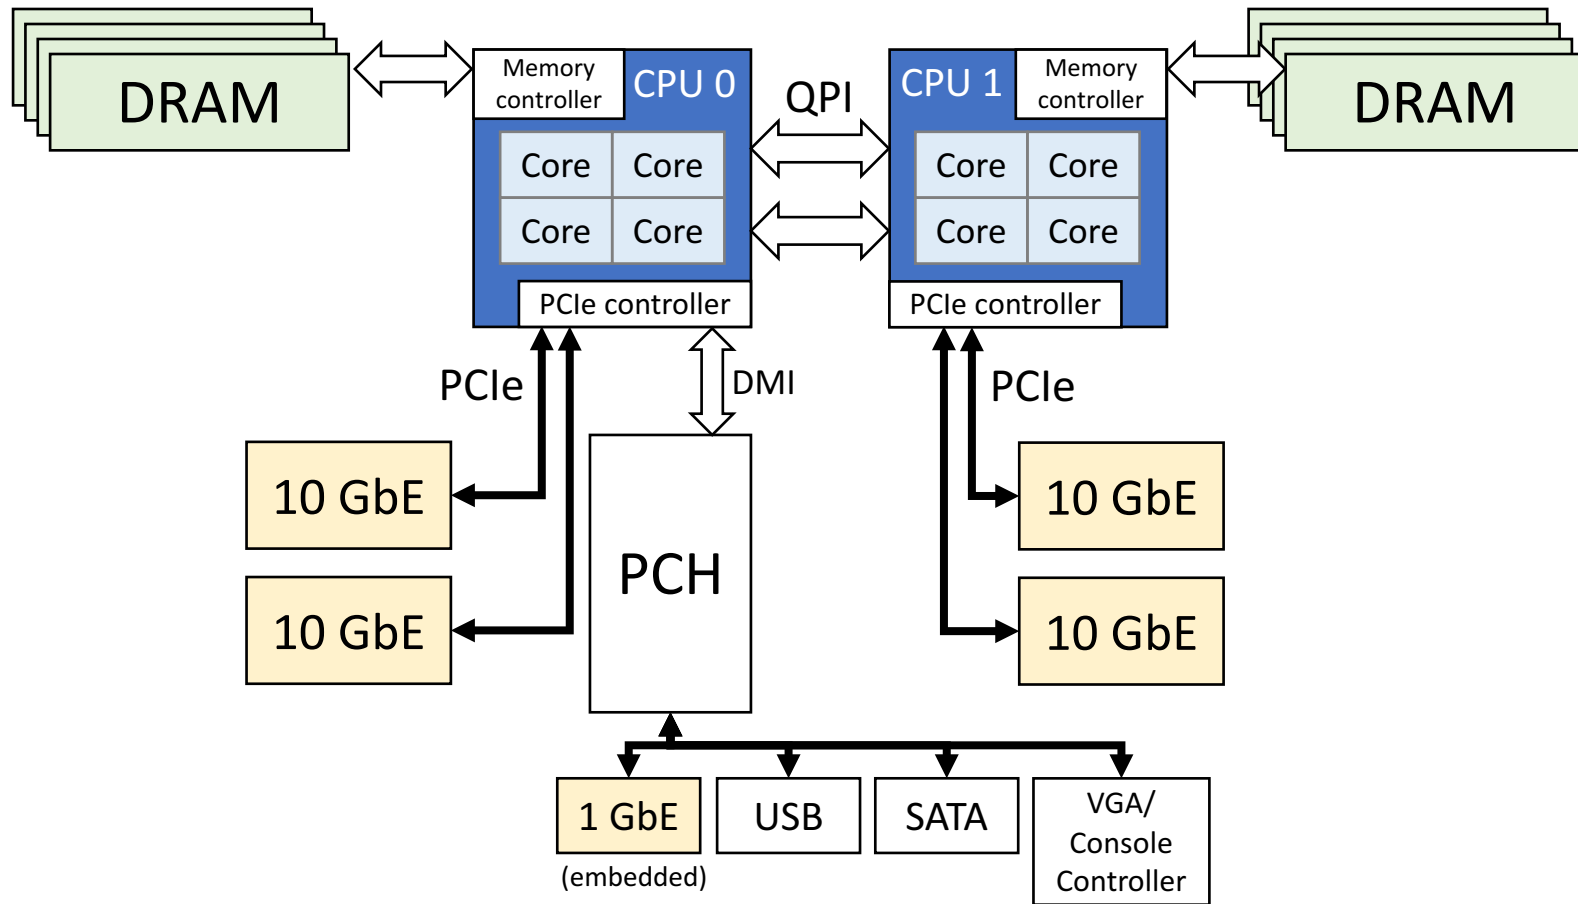 DRAM
Memory
controller
CPU 0
QPI
CPU 1
Memory
controller
DRAM
Core
Core
Core
Core
Core
Core
Core
Core
PCIe controller
PCIe controller
PCIe
DMI
PCIe
10 GbE
10 GbE
PCH
10 GbE
10 GbE
1 GbE
(embedded)
USB
SATA
VGA/
Console
Controller